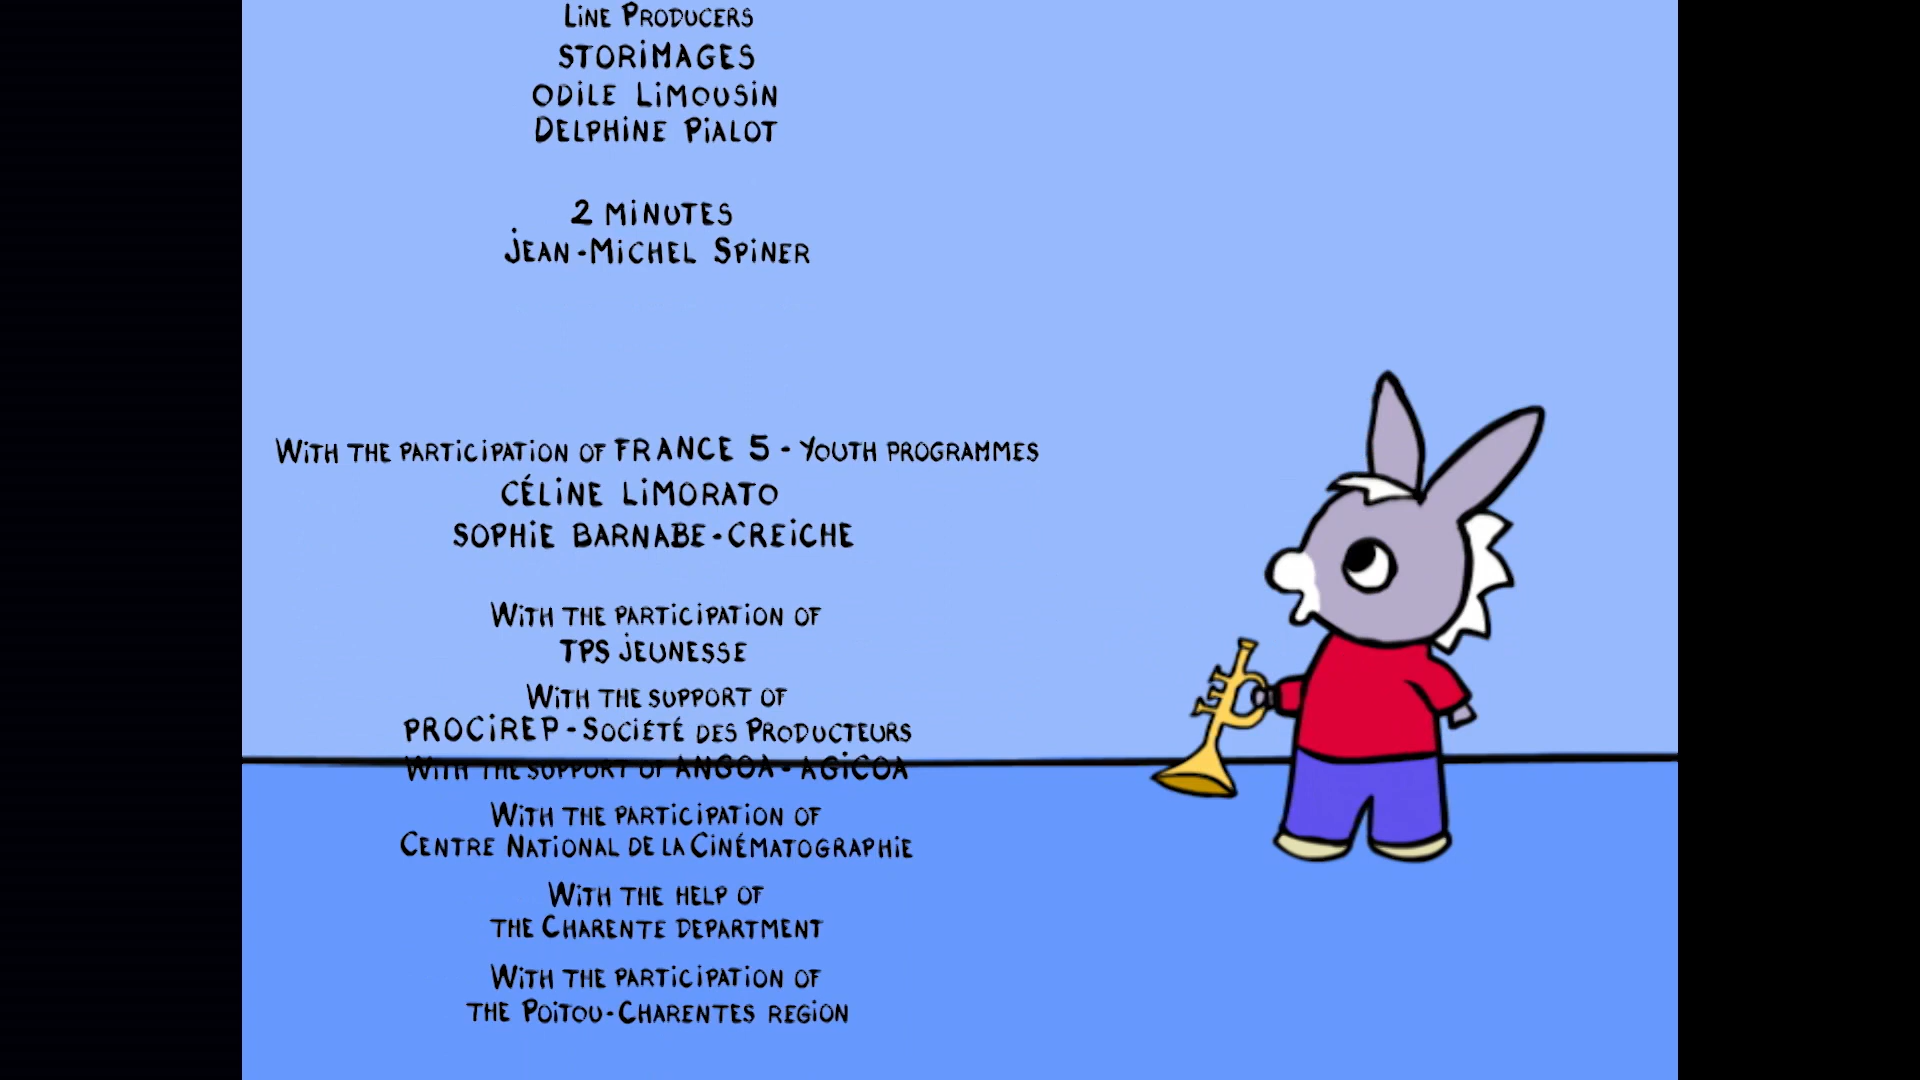 Line Producers
STORiMAGES
ODiLE LiMOUSiN
DELPHiNE PiALOT
2 MiNUTES
JEAN-MiCHEL SPiNER
WiTH THE PARTiCiPATiON OF FRANCE 5 - YOUTH PROGRAMMES
CÉLiNE LiMORATO
SOPHiE BARNABE-CREiCHE
WiTH THE PARTiCiPATiON OF
TPS JEUNESSE
WiTH THE SUPPORT OF
PROCiREP-SOCiÉTÉ DES PRODUCTEURS
WiTH THE SUPPORT OF ANGOA-AGiCOA
WiTH THE PARTiCiPATiON OF
CENTRE NATiONAL DE LA CiNÉMATOGRAPHiE
WiTH THE HELP OF
THE CHARENTE DEPARTMENT
WiTH THE PARTiCiPATiON OF
THE POiTOU-CHARENTES REGiON